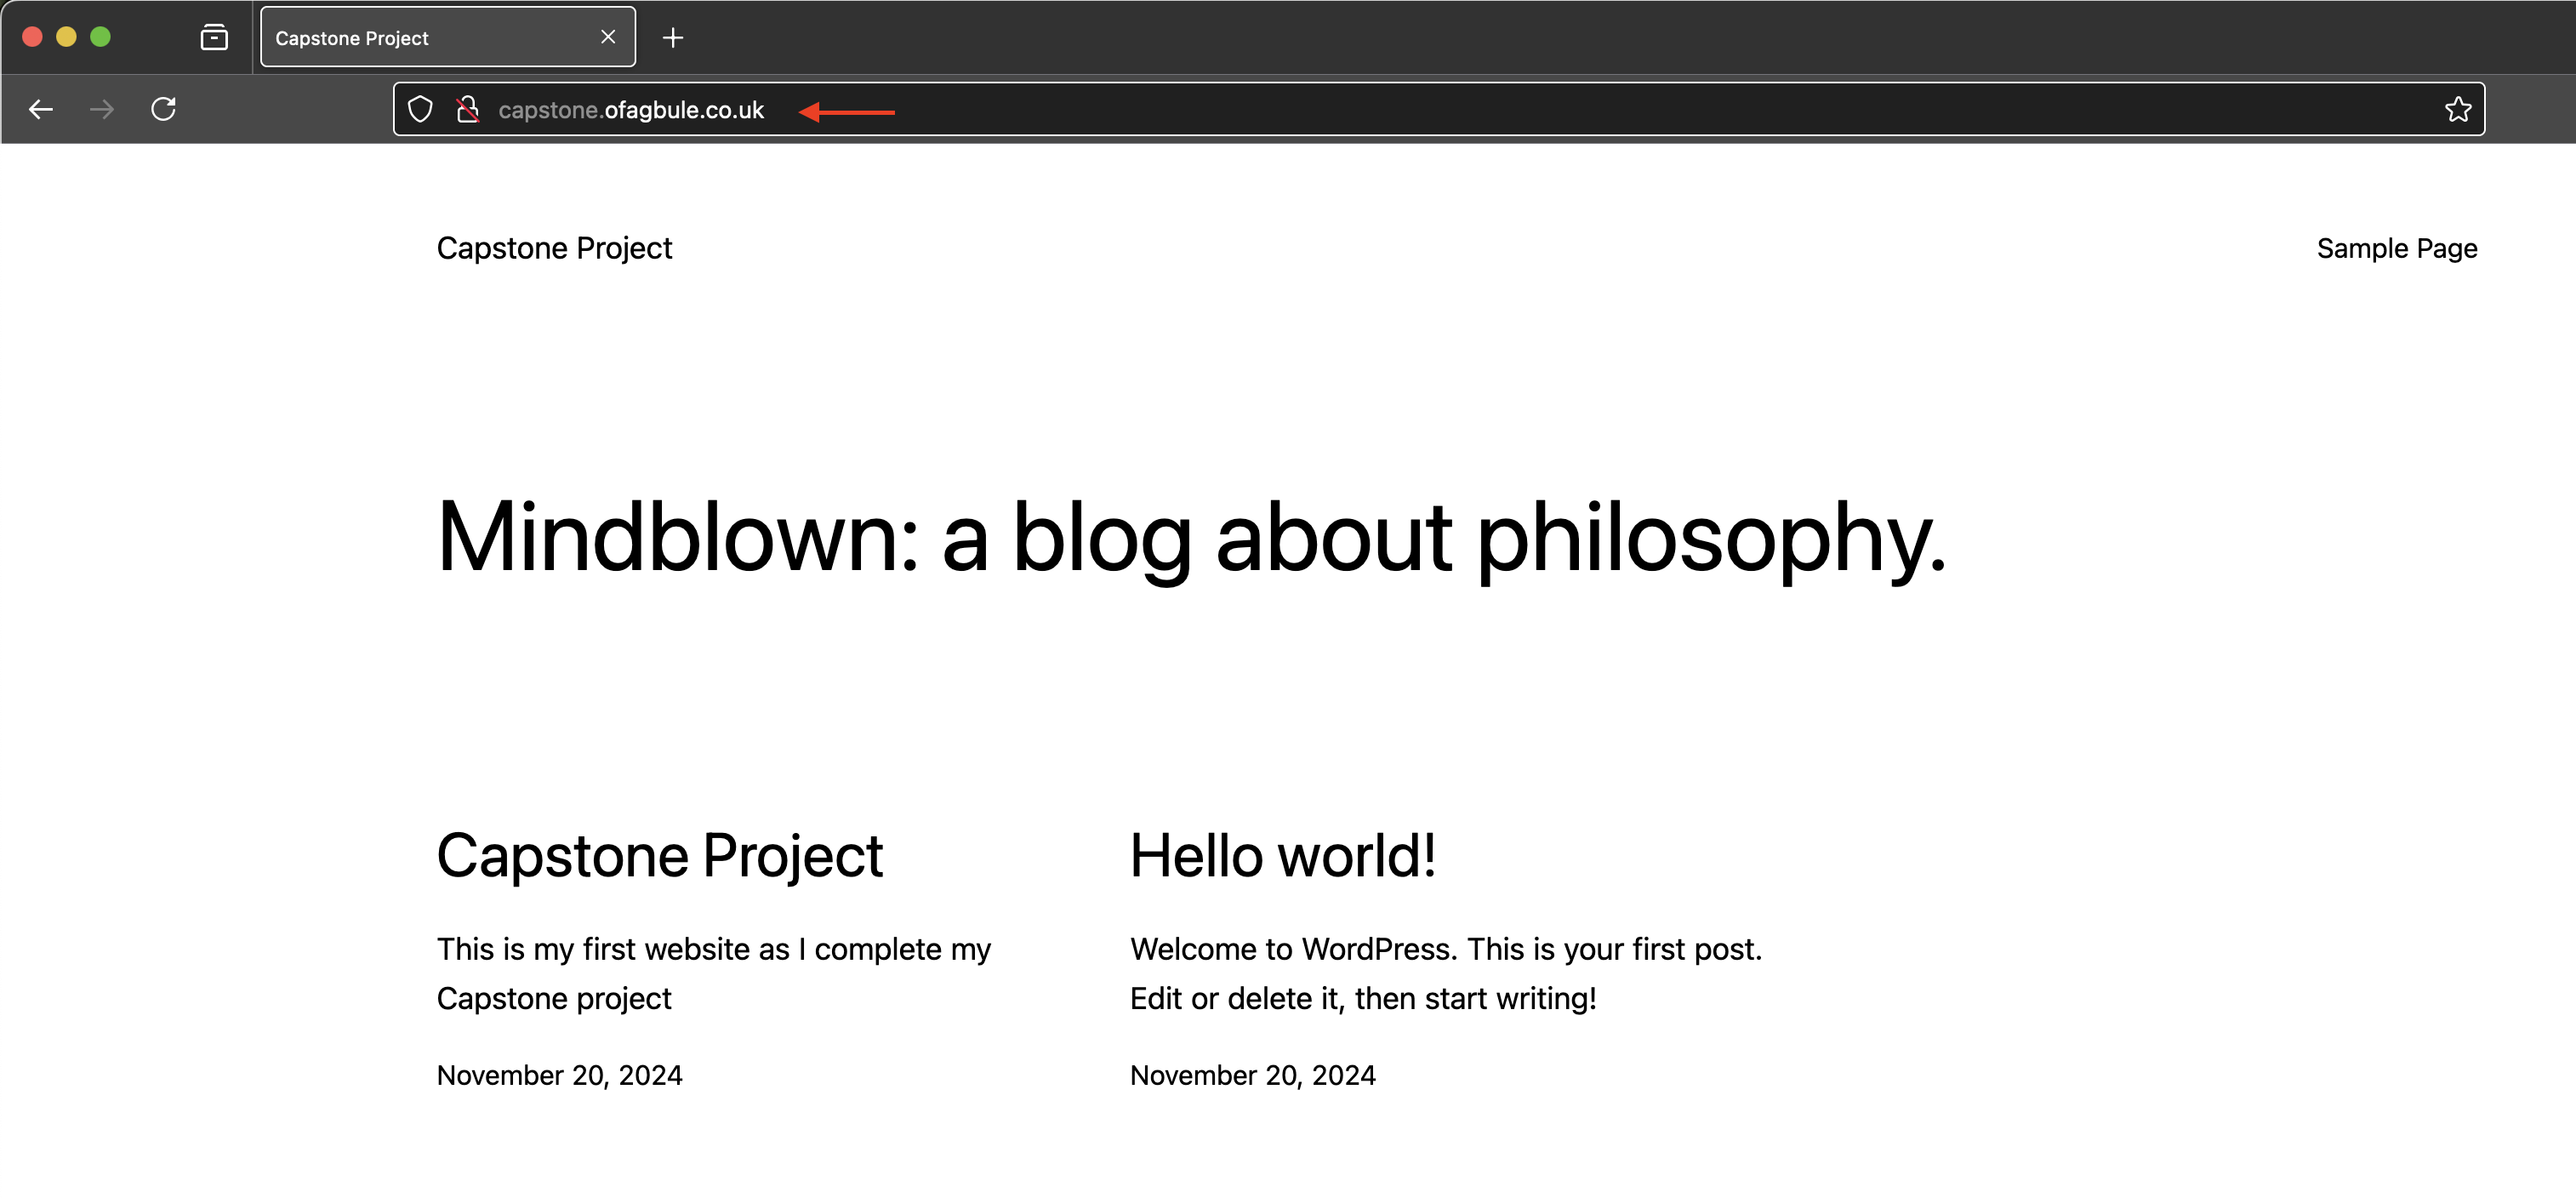 Capstone Project
capstone.ofagbule.co.uk
Capstone Project
Sample Page
Mindblown: a blog about philosophy.
Capstone Project
This is my first website as I complete my
Capstone project
November 20, 2024
Hello world!
Welcome to WordPress. This is your first post.
Edit or delete it, then start writing!
November 20, 2024